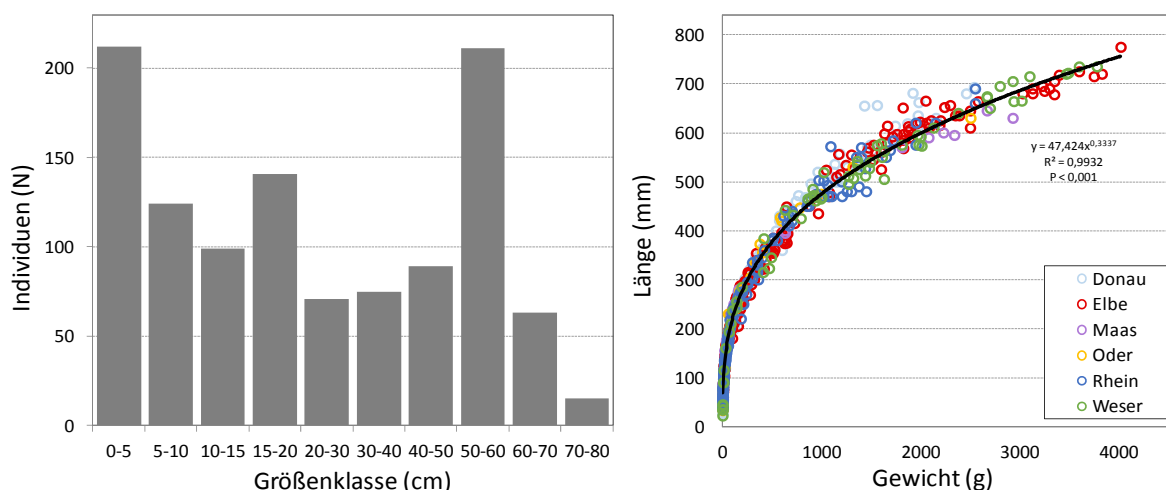 Individuen (N)
200
150
100
50
0
0-5 5-10 10-15 15-20 20-30 30-40 40-50 50-60 60-70 70-80
Größenklasse (cm)
Länge (mm)
800
700
600
500
400
300
200
100
0
y = 47,424x^0,3337
R² = 0,9932
P < 0,001
Donau
Elbe
Maas
Oder
Rhein
Weser
0 1000 2000 3000 4000
Gewicht (g)